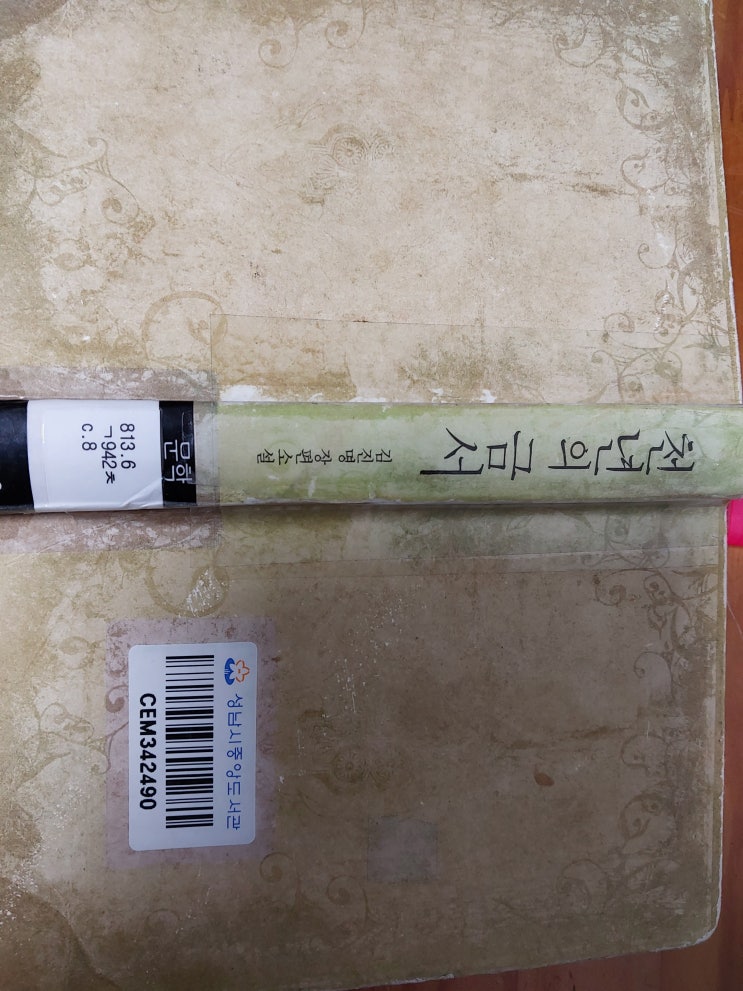 천년의 금서
김진명 장편소설
문학
813.6
ㄱ942ㅊ
c.8
성남시중앙도서관
CEM342490